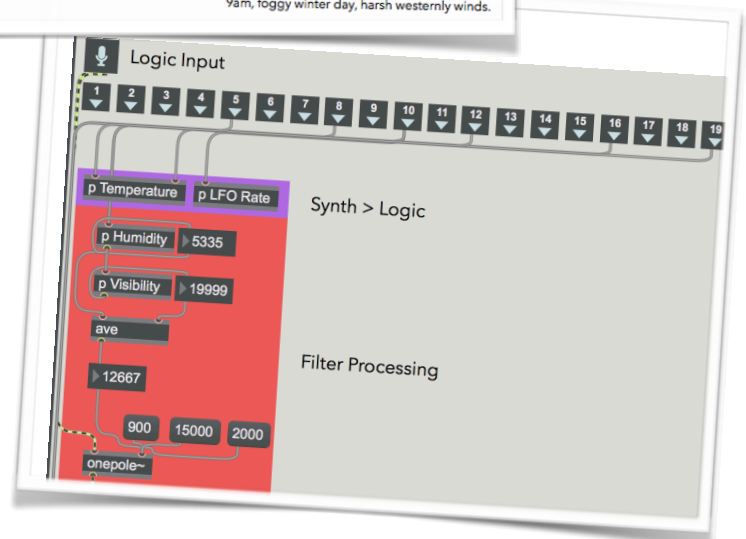 9am, foggy winter day, harsh westernly winds.
Logic Input
1 2 3 4 5 6 7 8 9 10 11 12 13 14 15 16 17 18 19
p Temperature p LFO Rate
Synth > Logic
p Humidity 5335
p Visibility 19999
ave
Filter Processing
12667
900 15000 2000
onepole~